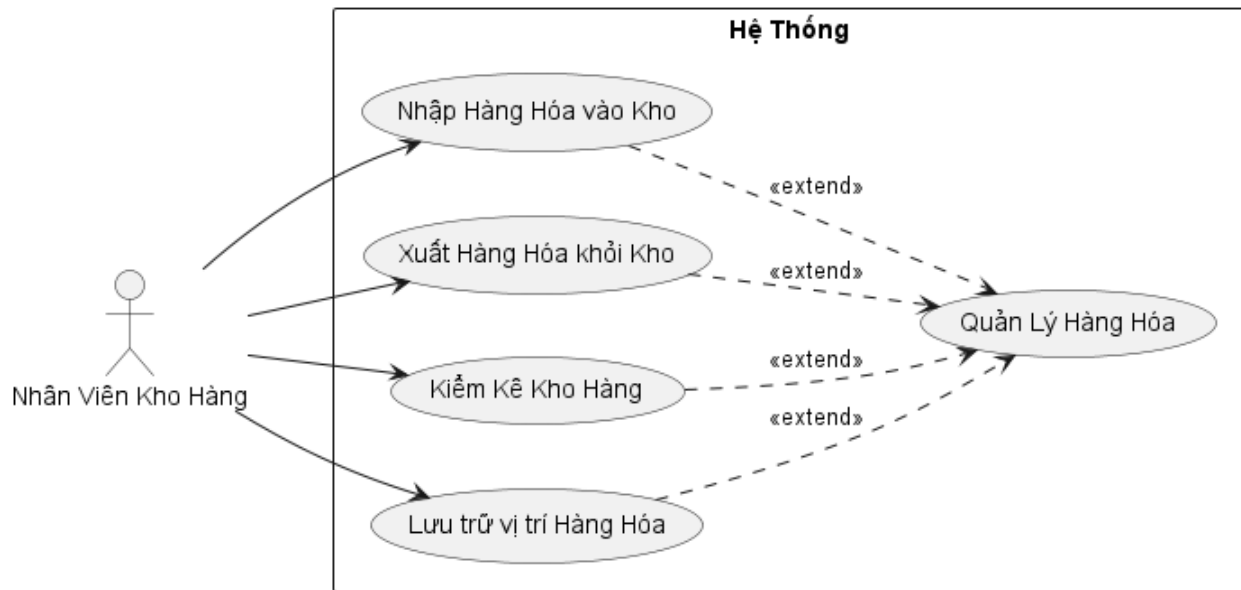 Hệ Thống
Nhập Hàng Hóa vào Kho
«extend»
Xuất Hàng Hóa khỏi Kho
«extend»
Quản Lý Hàng Hóa
Nhân Viên Kho Hàng
Kiểm Kê Kho Hàng
«extend»
«extend»
Lưu trữ vị trí Hàng Hóa